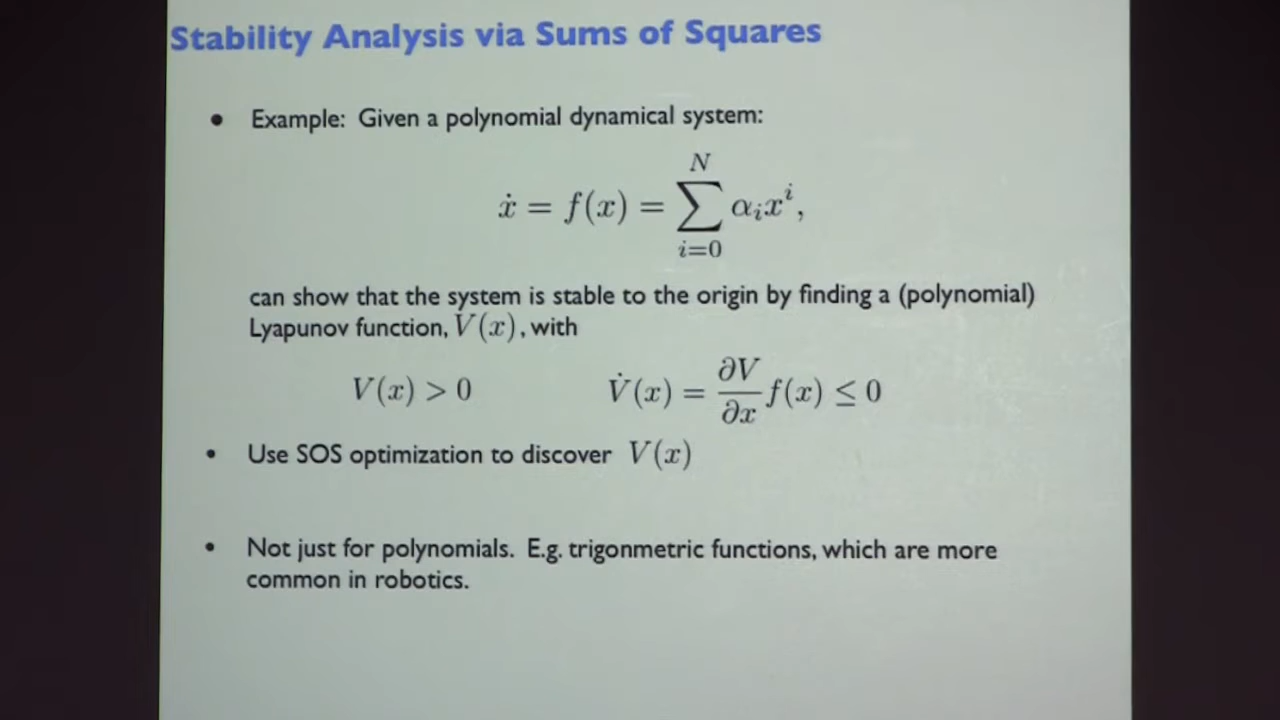 Stability Analysis via Sums of Squares
• Example: Given a polynomial dynamical system:
ẋ = f(x) = ∑_{i=0}^{N} α_i x^i,
can show that the system is stable to the origin by finding a (polynomial)
Lyapunov function, V(x), with
V(x) > 0 V̇(x) = ∂V/∂x f(x) ≤ 0
• Use SOS optimization to discover V(x)
• Not just for polynomials. E.g. trigonmetric functions, which are more
common in robotics.